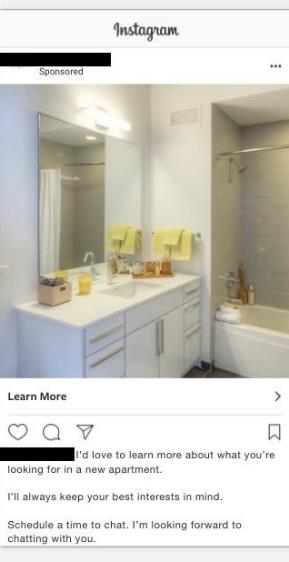 Instagram
Sponsored
Learn More
I'd love to learn more about what you're
looking for in a new apartment.
I'll always keep your best interests in mind.
Schedule a time to chat. I'm looking forward to
chatting with you.